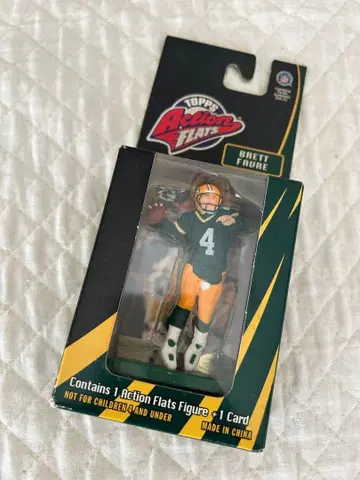 TOPPS
Action
FLATS
BRETT
FAVRE
4
Contains 1 Action Flats Figure + 1 Card
NOT FOR CHILDREN 4 AND UNDER
MADE IN CHINA